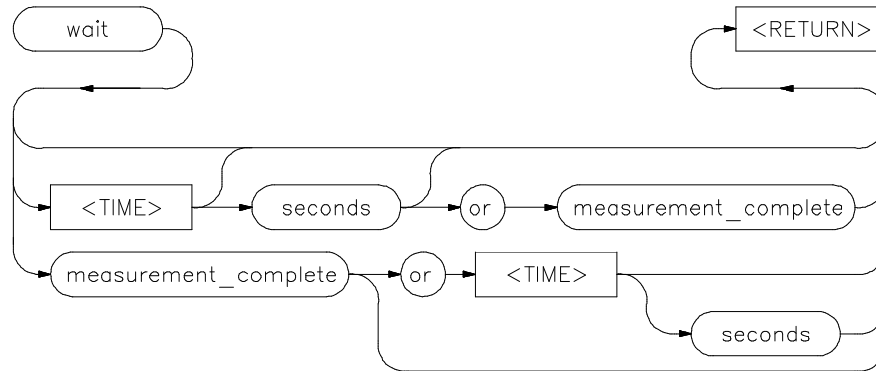 wait
<RETURN>
<TIME>
seconds
or
measurement_complete
measurement_complete
or
<TIME>
seconds